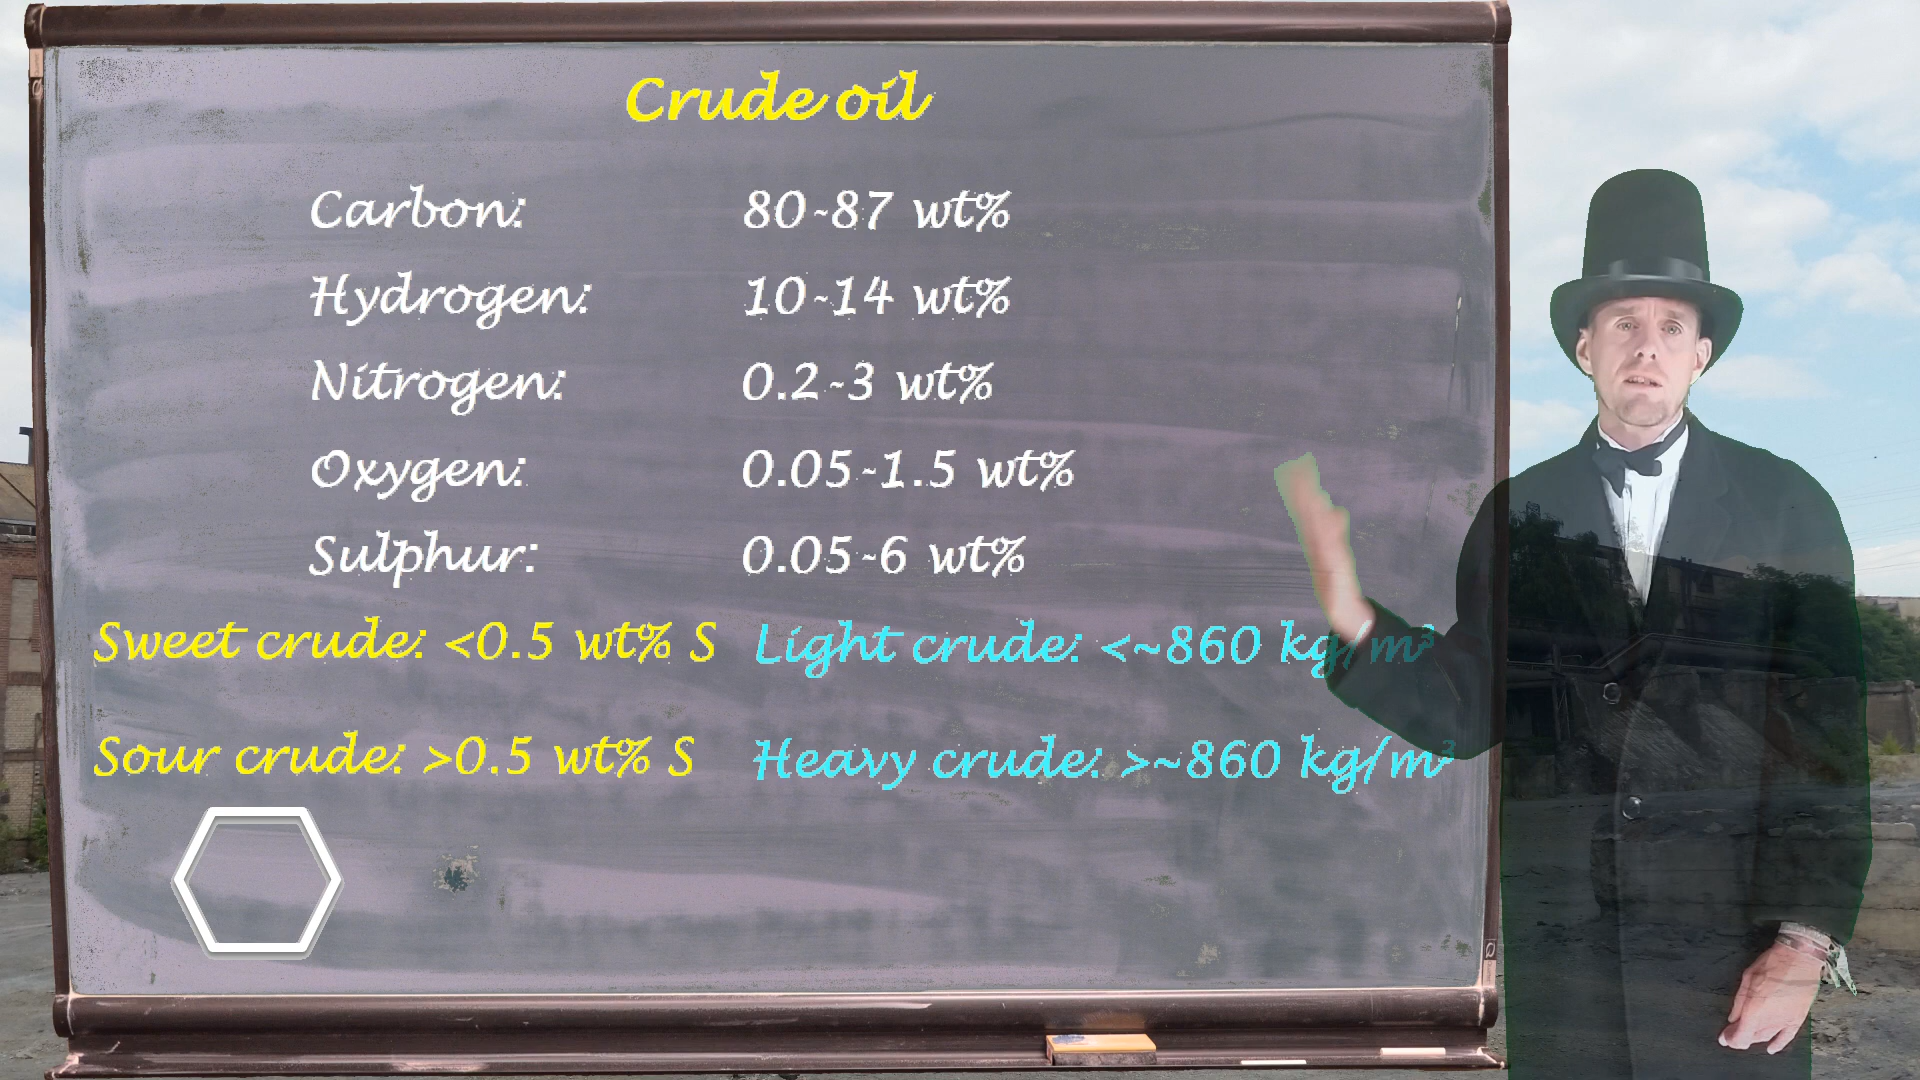 Crude oil
Carbon: 80-87 wt%
Hydrogen: 10-14 wt%
Nitrogen: 0.2-3 wt%
Oxygen: 0.05-1.5 wt%
Sulphur: 0.05-6 wt%
Sweet crude: <0.5 wt% S Light crude: <~860 kg/m³
Sour crude: >0.5 wt% S Heavy crude: >~860 kg/m³